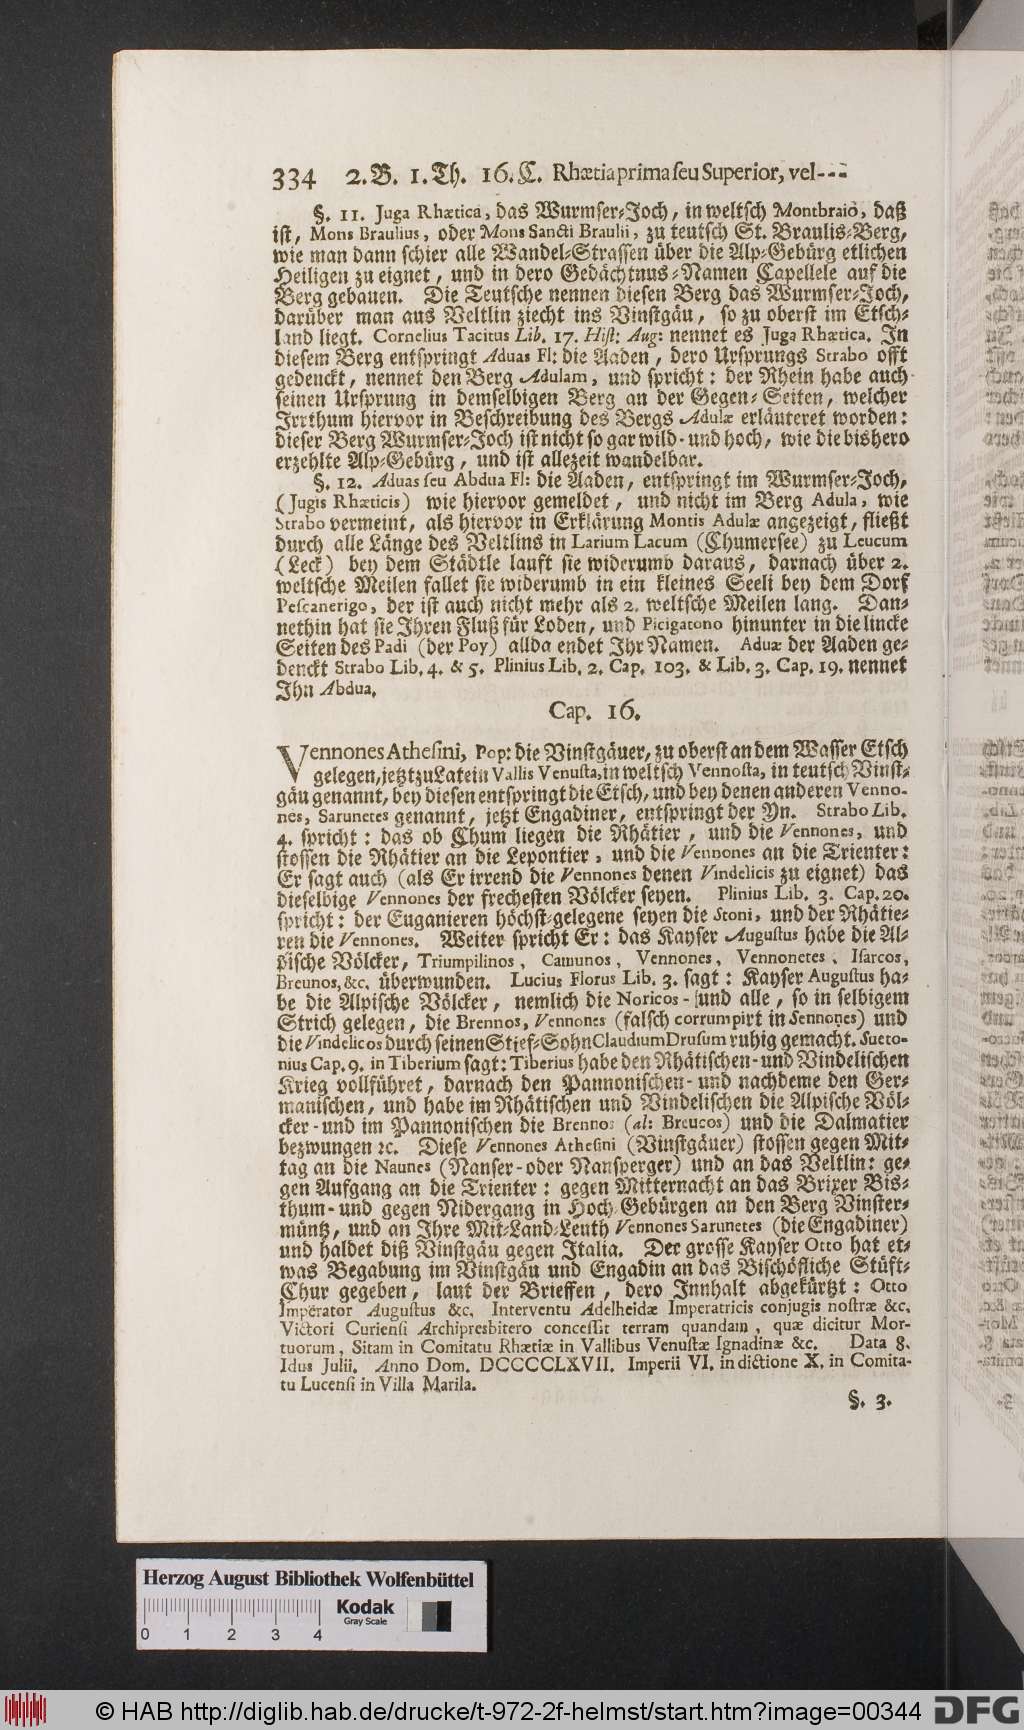 334 2. B. 1. Th. 16. C. Rhætia prima seu Superior, vel---
§. 11. Juga Rhætica, das Wurmser-Joch, in weltsch Montbraio, daß
ist, Mons Braulius, oder Mons Sancti Braulii, zu teutsch St. Braulis-Berg,
wie man dann schier alle Wandel-Strassen über die Alp-Gebürg etlichen
Heiligen zu eignet, und in dero Gedächtnus-Namen Capellele auf die
Berg gebauen. Die Teutsche nennen diesen Berg das Wurmser-Joch,
darüber man aus Veltlin ziecht ins Vinstgäu, so zu oberst im Etsch-
land liegt. Cornelius Tacitus Lib. 17. Hist. Aug: nennet es Juga Rhætica. In
diesem Berg entspringt Aduas Fl: die Aaden, dero Ursprungs Strabo offt
gedenckt, nennet den Berg Adulam, und spricht: der Rhein habe auch
seinen Ursprung in demselbigen Berg an der Gegen-Seiten, welcher
Irrthum hiervor in Beschreibung des Bergs Adulæ erläuteret worden:
dieser Berg Wurmser-Joch ist nicht so gar wild- und hoch, wie die bishero
erzehlte Alp-Gebürg, und ist allezeit wandelbar.
§. 12. Aduas seu Abdua Fl: die Aaden, entspringt im Wurmser-Joch,
(Jugis Rhæticis) wie hiervor gemeldet, und nicht im Berg Adula, wie
Strabo vermeint, als hiervor in Erklärung Montis Adulæ angezeigt, fließt
durch alle Länge des Veltlins in Larium Lacum (Chumersee) zu Leucum
(Leck) bey dem Städtle lauft sie widerumb daraus, darnach über 2.
weltsche Meilen fallet sie widerumb in ein kleines Seeli bey dem Dorf
Pescanerigo, der ist auch nicht mehr als 2. weltsche Meilen lang. Dan-
nethin hat sie Ihren Fluß für Loden, und Picigatono hinunter in die lincke
Seiten des Padi (der Poy) allda endet Ihr Namen. Aduæ der Aaden ge-
denckt Strabo Lib. 4. & 5. Plinius Lib. 2. Cap. 103. & Lib. 3. Cap. 19. nennet
Ihn Abdua.
Cap. 16.
Vennones Athesini, Pop: die Vinstgäuer, zu oberst an dem Wasser Etsch
gelegen, jetzt zu Latein Vallis Venusta, in weltsch Vennosta, in teutsch Vinst-
gäu genannt, bey diesen entspringt die Etsch, und bey denen anderen Venno-
nes, Sarunetes genannt, jetzt Engadiner, entspringt der Yn. Strabo Lib.
4. spricht: das ob Chum liegen die Rhätier, und die Vennones, und
stossen die Rhätier an die Lepontier, und die Vennones an die Trienter:
Er sagt auch (als Er irrend die Vennones denen Vindelicis zu eignet) das
dieselbige Vennones der frechesten Völcker seyen. Plinius Lib. 3. Cap. 20.
spricht: der Euganieren höchst-gelegene seyen die Stoni, und der Rhätie-
ren die Vennones. Weiter spricht Er: das Kayser Augustus habe die Al-
pische Völcker, Triumpilinos, Camunos, Vennones, Vennonetes, Isarcos,
Breunos, &c. überwunden. Lucius Florus Lib. 3. sagt: Kayser Augustus ha-
be die Alpische Völcker, nemlich die Noricos- und alle, so in selbigem
Strich gelegen, die Brennos, Vennones (falsch corrumpirt in Sennones) und
die Vindelicos durch seinen Stief-Sohn Claudium Drusum ruhig gemacht. Sueto-
nius Cap. 9. in Tiberium sagt: Tiberius habe den Rhätischen- und Vindelischen
Krieg vollführet, darnach den Pannonischen- und nachdeme den Ger-
manischen, und habe im Rhätischen und Vindelischen die Alpische Völ-
cker- und im Pannonischen die Brennos (al: Breucos) und die Dalmatier
bezwungen ꝛc. Diese Vennones Athesini (Vinstgäuer) stossen gegen Mit-
tag an die Naunes (Nanser- oder Nansperger) und an das Veltlin: ge-
gen Aufgang an die Trienter: gegen Mitternacht an das Brixer Bis-
thum- und gegen Nidergang in Hoch-Gebürgen an den Berg Vinster-
müntz, und an Ihre Mit-Land-Leuth Vennones Sarunetes (die Engadiner)
und haldet diß Vinstgäu gegen Italia. Der grosse Kayser Otto hat et-
was Begabung im Vinstgäu und Engadin an das Bischöfliche Stüft-
Chur gegeben, laut der Brieffen, dero Innhalt abgekürtzt: Otto
Imperator Augustus &c. Interventu Adelheidæ Imperatricis conjugis nostræ &c.
Victori Curiensi Archipresbitero concessit terram quandam, quæ dicitur Mor-
tuorum, Sitam in Comitatu Rhætiæ in Vallibus Venustæ Ignadinæ &c. Data 8.
Idus Julii. Anno Dom. DCCCCLXVII. Imperii VI. indictione X. in Comita-
tu Lucensi in Villa Marila.
§. 3.
Herzog August Bibliothek Wolfenbüttel
Kodak
Gray Scale
0 1 2 3 4
© HAB http://diglib.hab.de/drucke/t-972-2f-helmst/start.htm?image=00344
DFG